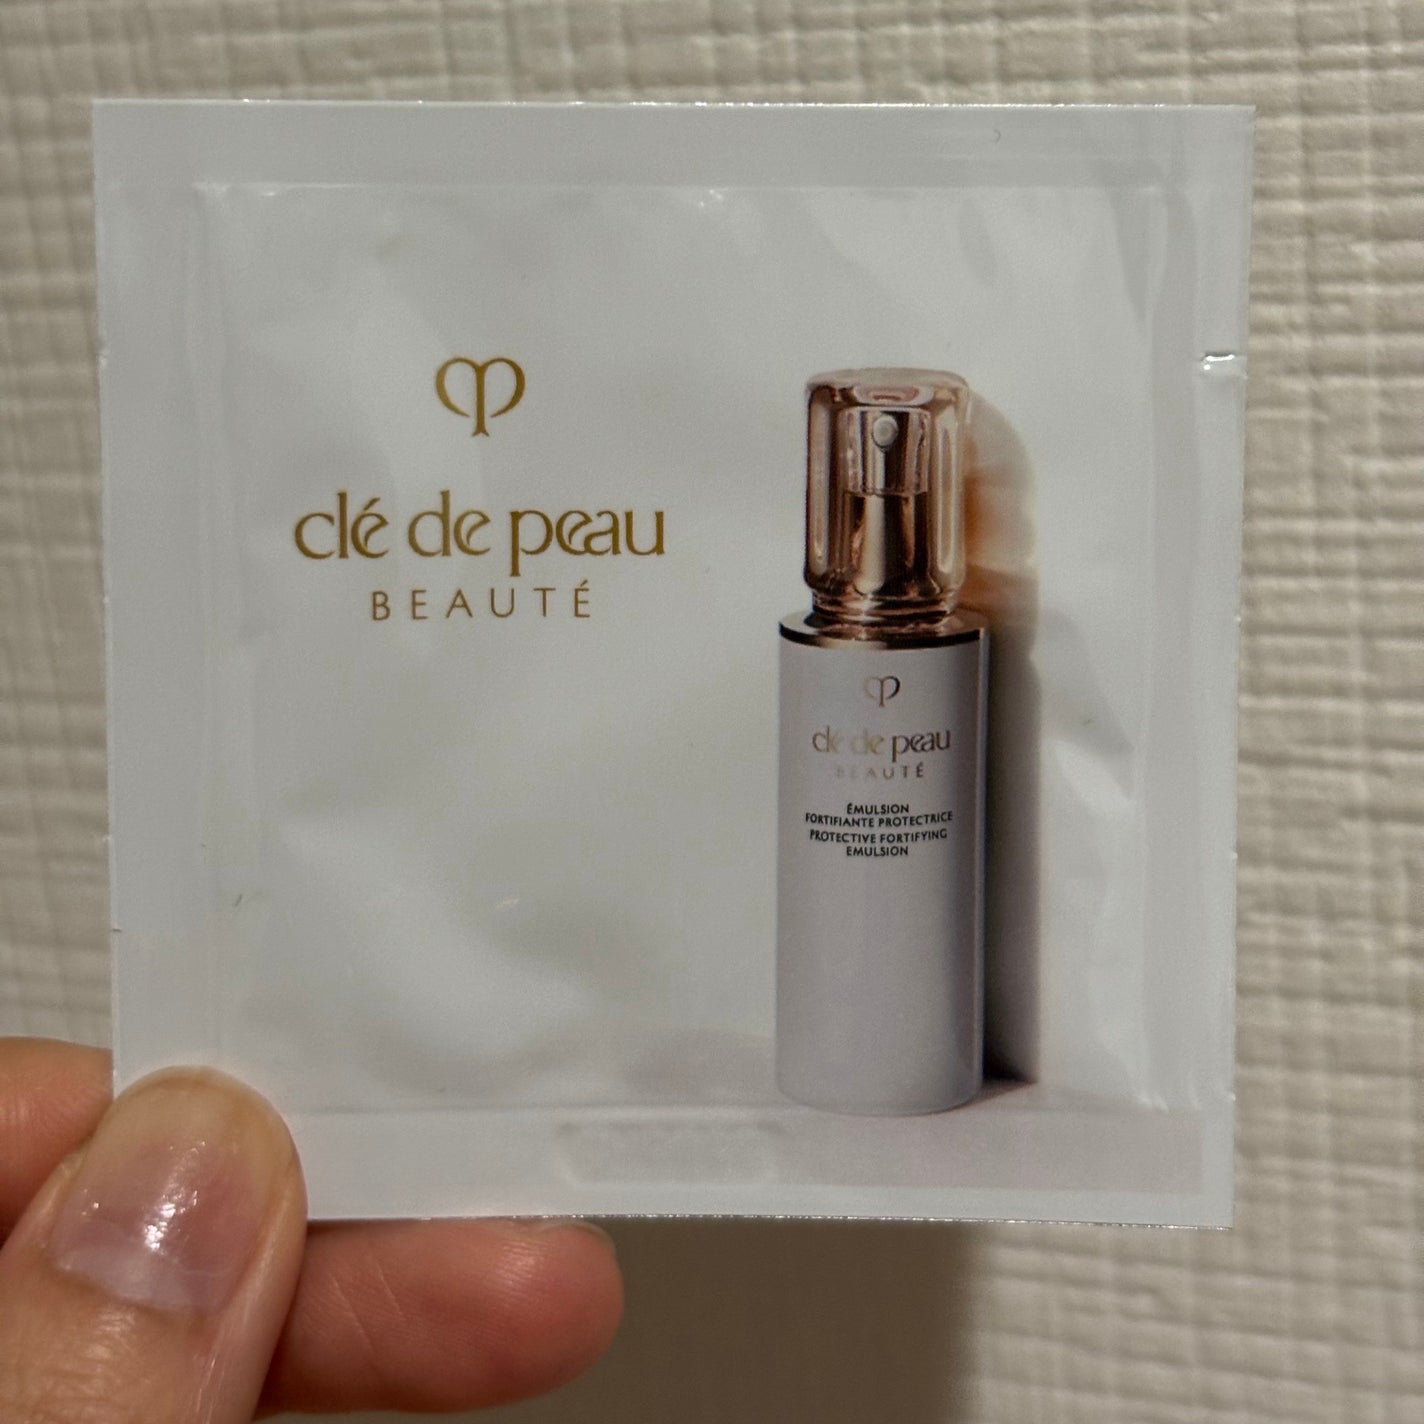 clé de peau
BEAUTÉ
clé de peau
BEAUTÉ
ÉMULSION
FORTIFIANTE PROTECTRICE
PROTECTIVE FORTIFYING
EMULSION